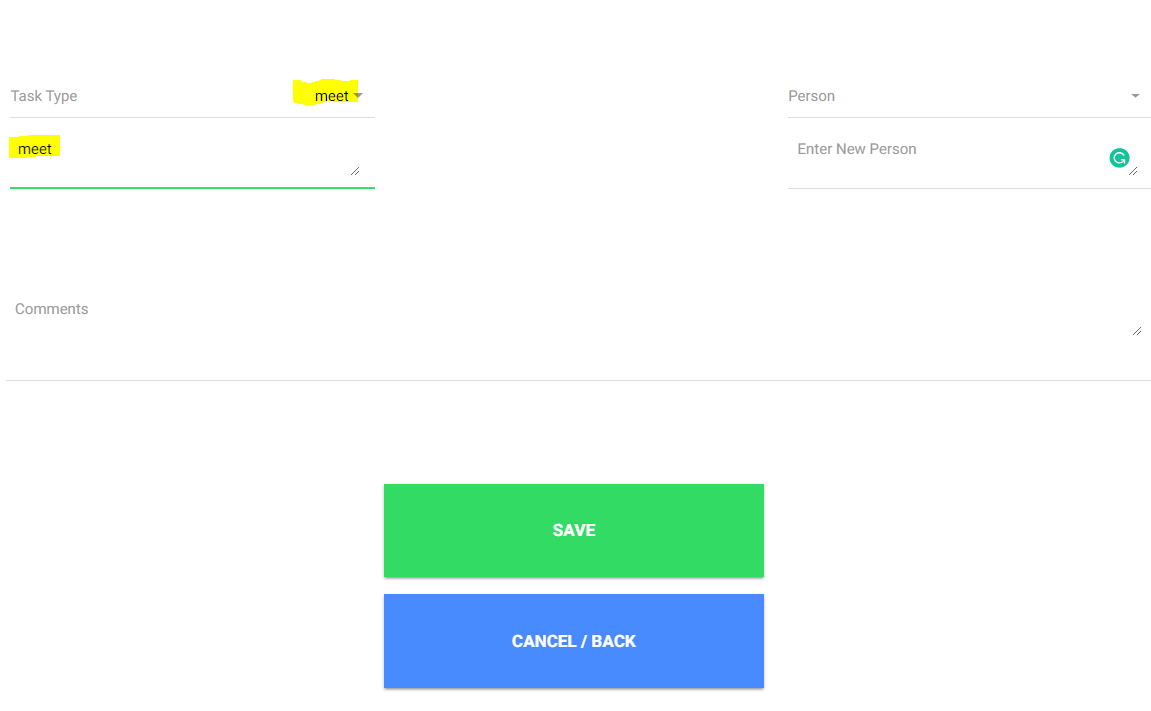 Task Type meet Person
meet Enter New Person
Comments
SAVE
CANCEL / BACK